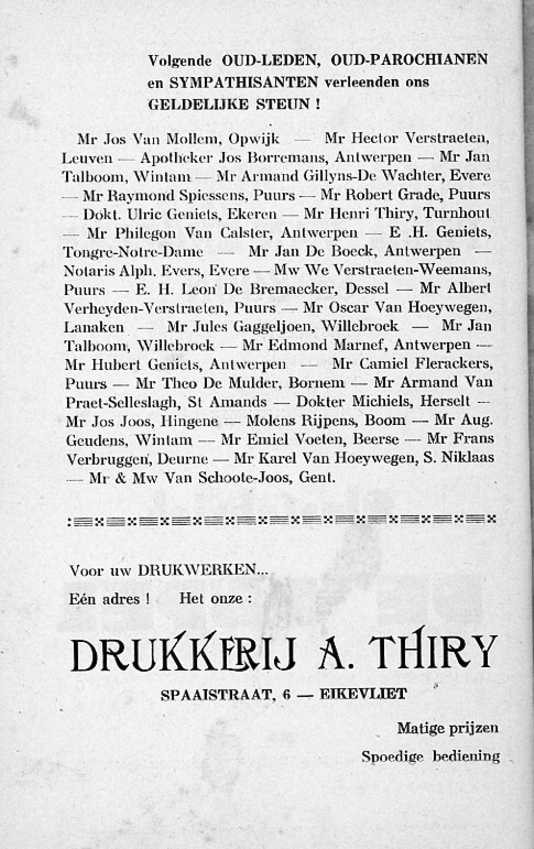 Volgende OUD-LEDEN, OUD-PAROCHIANEN
en SYMPATHISANTEN verleenden ons
GELDELIJKE STEUN !
Mr Jos Van Mollem, Opwijk — Mr Hector Verstraeten,
Leuven — Apotheker Jos Borremans, Antwerpen — Mr Jan
Talboom, Wintam — Mr Armand Gillyns-De Wachter, Evere
— Mr Raymond Spiessens, Puurs — Mr Robert Grade, Puurs
— Dokt. Ulric Geniets, Ekeren — Mr Henri Thiry, Turnhout
— Mr Philegon Van Calster, Antwerpen — E .H. Geniets,
Tongre-Notre-Dame — Mr Jan De Boeck, Antwerpen —
Notaris Alph. Evers, Evere — Mw We Verstraeten-Weemans,
Puurs — E. H. Leon De Bremaecker, Dessel — Mr Albert
Verheyden-Verstraeten, Puurs — Mr Oscar Van Hoeywegen,
Lanaken — Mr Jules Gaggeljoen, Willebroek — Mr Jan
Talboom, Willebroek — Mr Edmond Marnef, Antwerpen —
Mr Hubert Geniets, Antwerpen — Mr Camiel Flerackers,
Puurs — Mr Theo De Mulder, Bornem — Mr Armand Van
Praet-Selleslagh, St Amands — Dokter Michiels, Herselt —
Mr Jos Joos, Hingene — Molens Rijpens, Boom — Mr Aug.
Geudens, Wintam — Mr Emiel Voeten, Beerse — Mr Frans
Verbruggen, Deurne — Mr Karel Van Hoeywegen, S. Niklaas
— Mr & Mw Van Schoote-Joos, Gent.
Voor uw DRUKWERKEN...
Eén adres ! Het onze :
DRUKKERIJ A. THIRY
SPAAISTRAAT, 6 — EIKEVLIET
Matige prijzen
Spoedige bediening